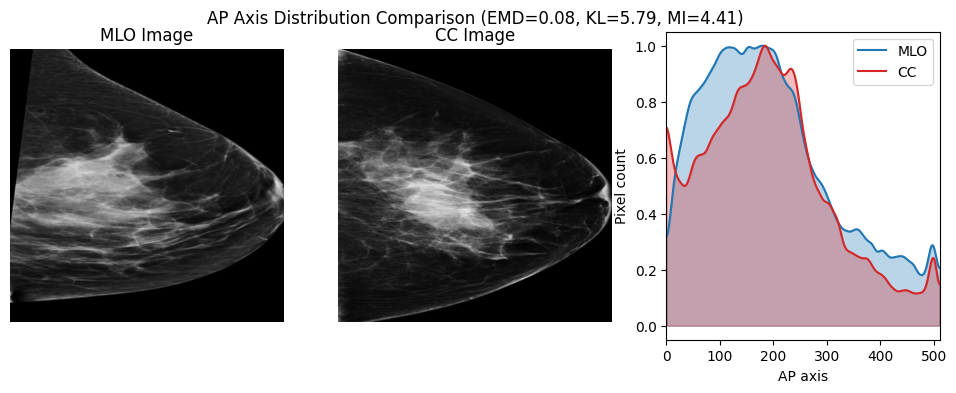 AP Axis Distribution Comparison (EMD=0.08, KL=5.79, MI=4.41)
MLO Image
CC Image
MLO
CC
Pixel count
1.0
0.8
0.6
0.4
0.2
0.0
0 100 200 300 400 500
AP axis